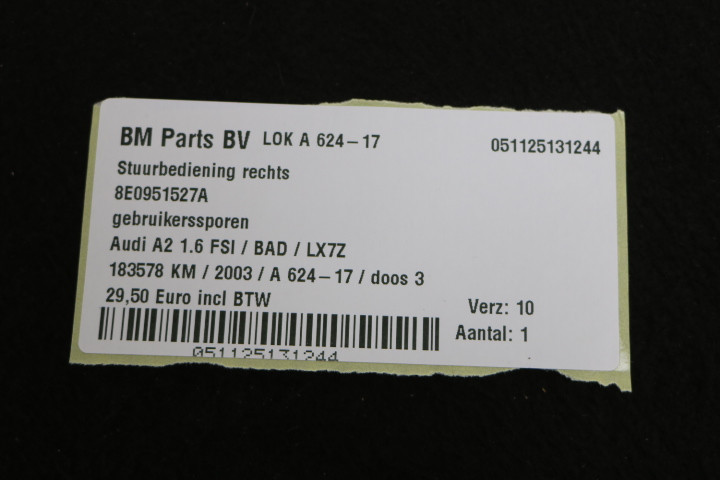 BM Parts BV LOK A 624-17 051125131244
Stuurbediening rechts
8E0951527A
gebruikerssporen
Audi A2 1.6 FSI / BAD / LX7Z
183578 KM / 2003 / A 624-17 / doos 3
29,50 Euro incl BTW
Verz: 10
Aantal: 1
051125131244